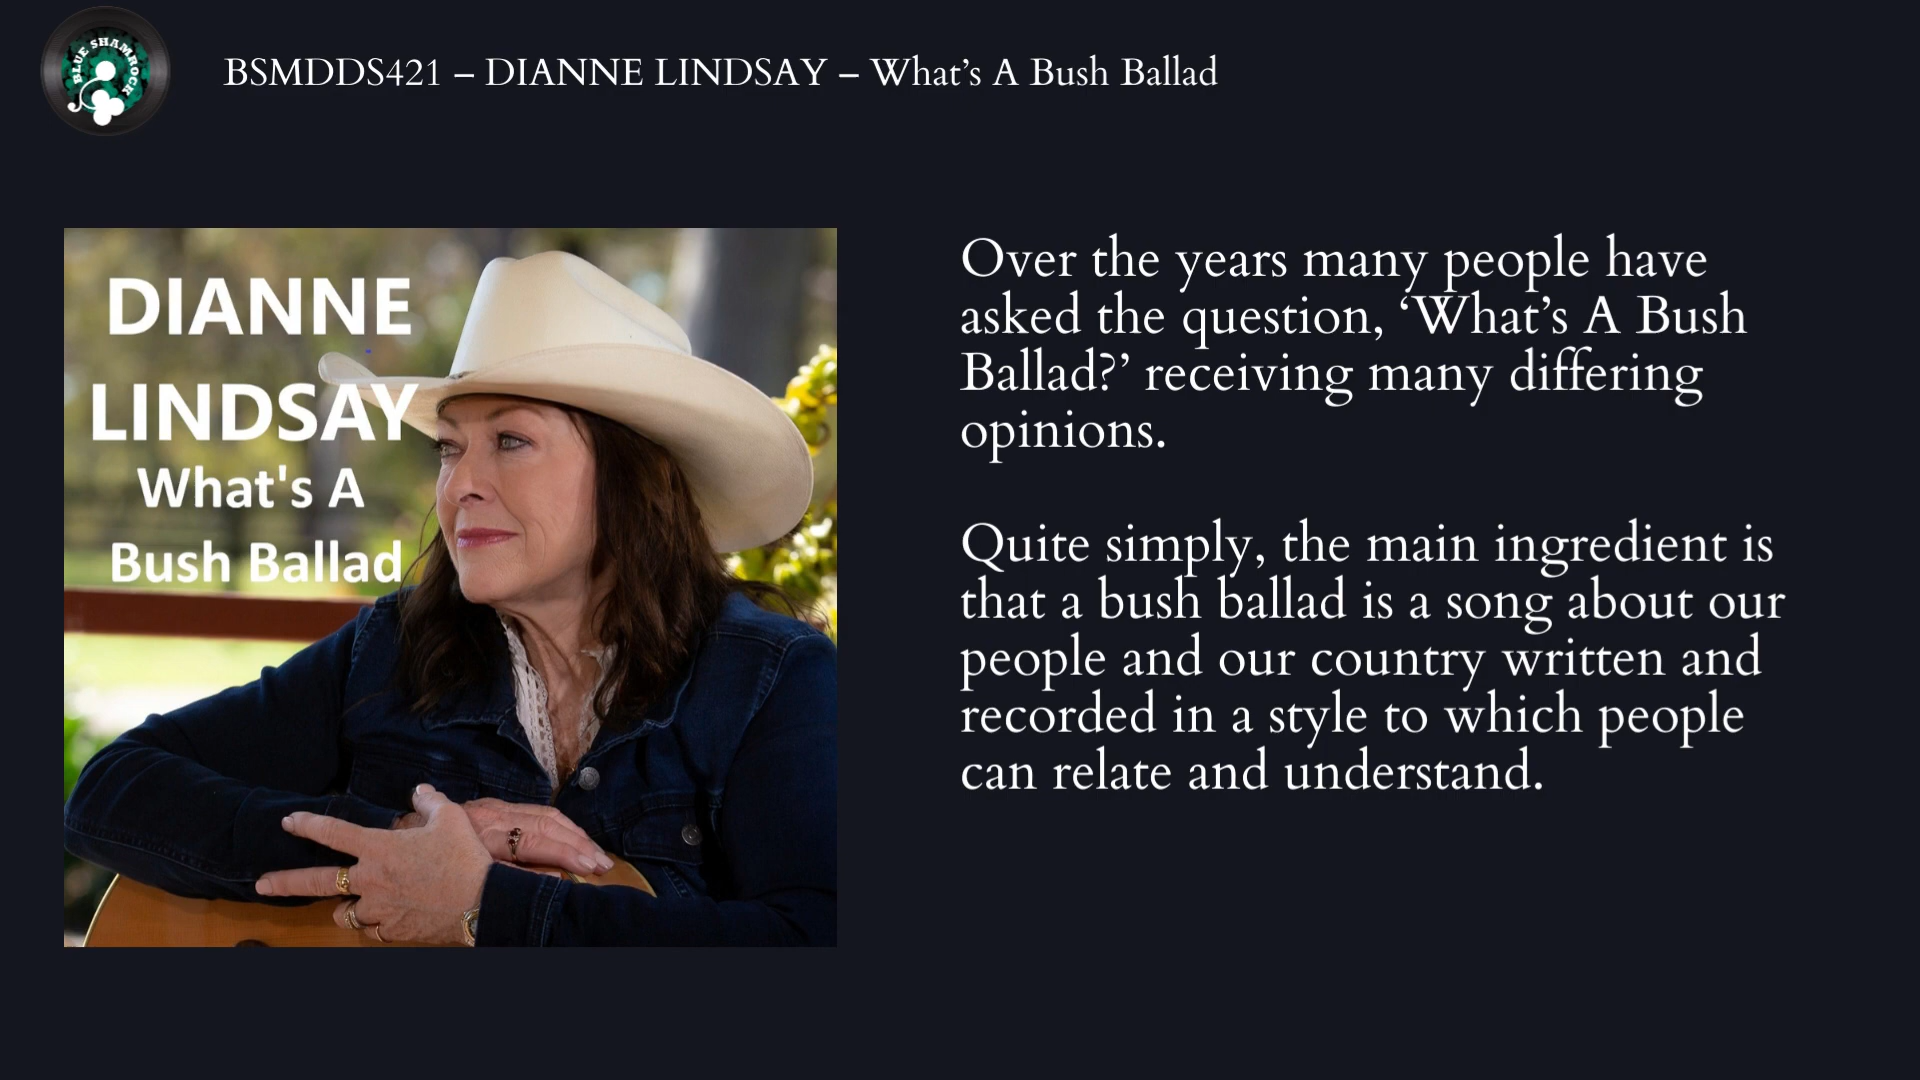 BLUE SHAMROCK
BSMDDS421 – DIANNE LINDSAY – What’s A Bush Ballad
DIANNE
LINDSAY
What's A
Bush Ballad
Over the years many people have
asked the question, ‘What’s A Bush
Ballad?’ receiving many differing
opinions.
Quite simply, the main ingredient is
that a bush ballad is a song about our
people and our country written and
recorded in a style to which people
can relate and understand.